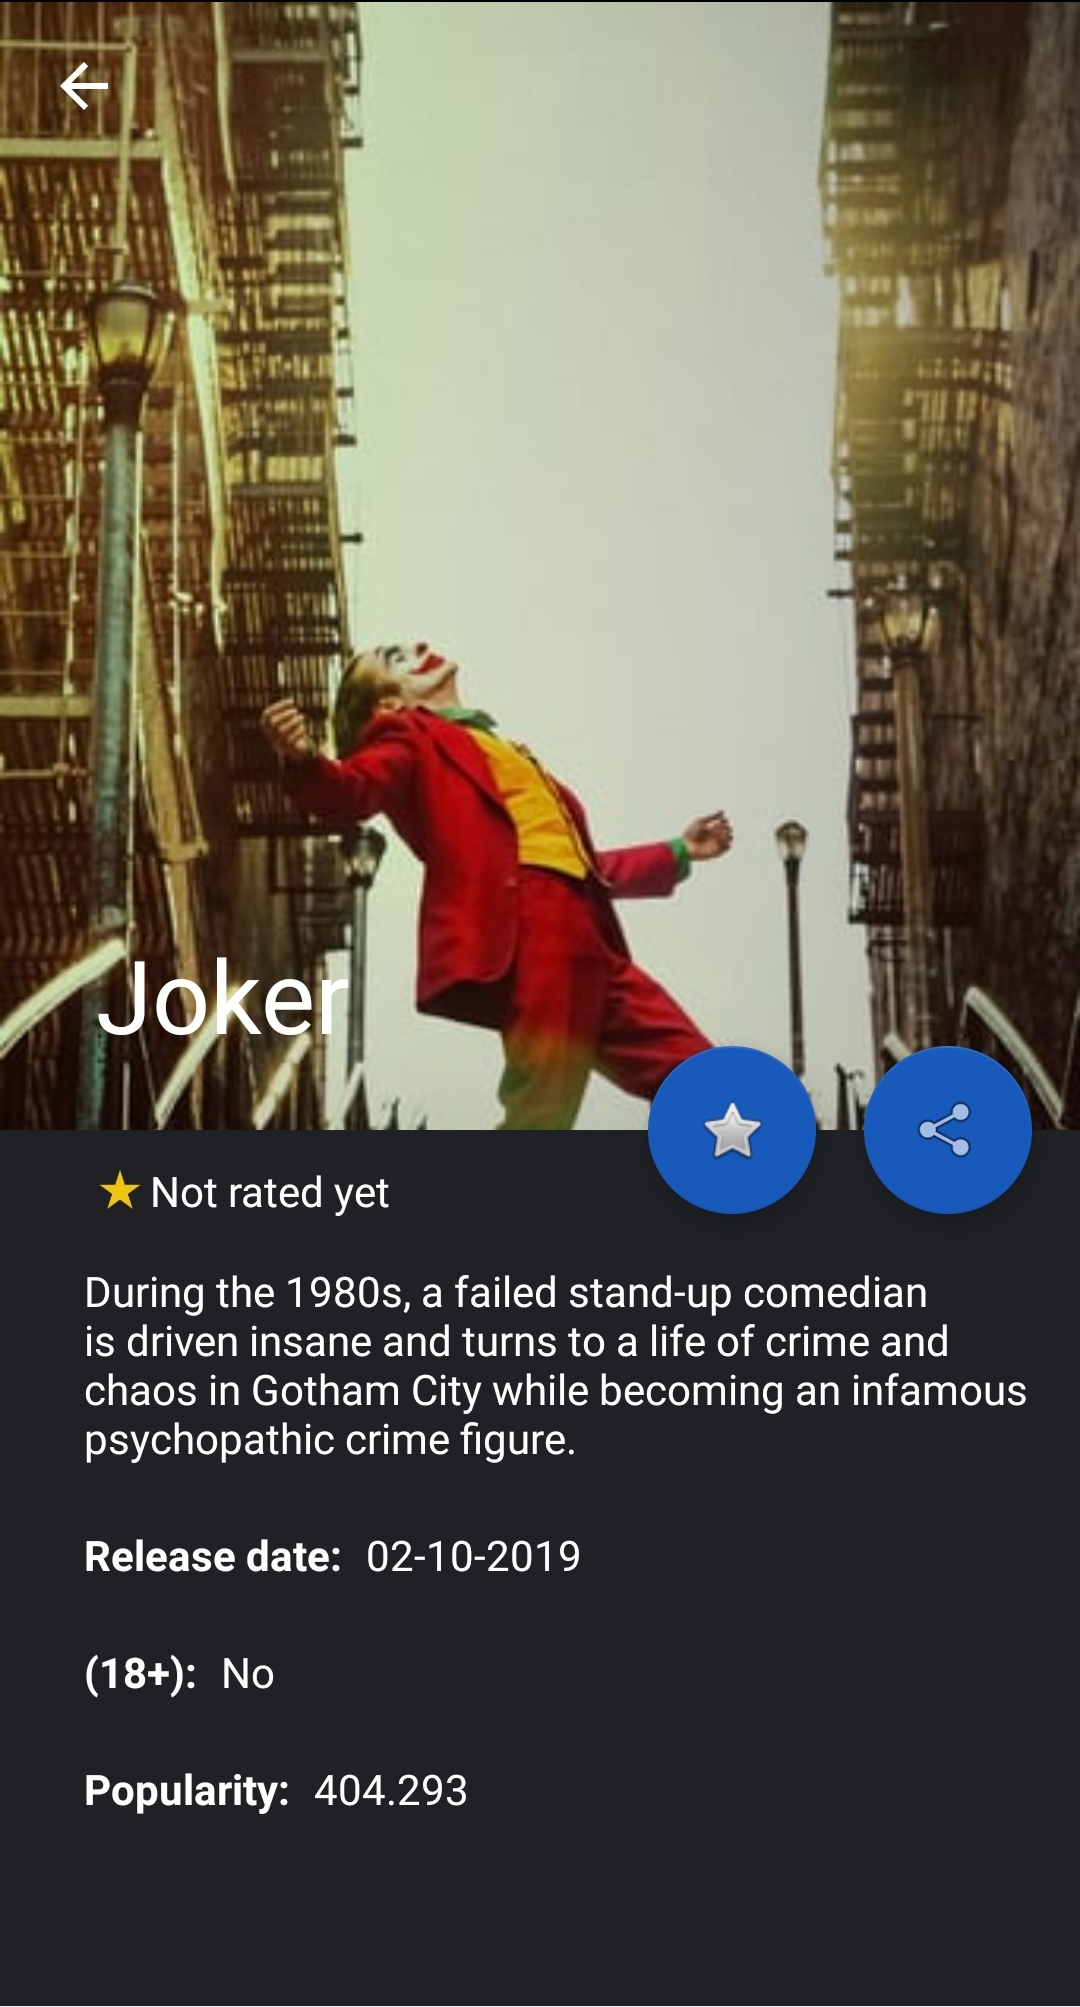 Joker
Not rated yet
During the 1980s, a failed stand-up comedian
is driven insane and turns to a life of crime and
chaos in Gotham City while becoming an infamous
psychopathic crime figure.
Release date: 02-10-2019
(18+): No
Popularity: 404.293